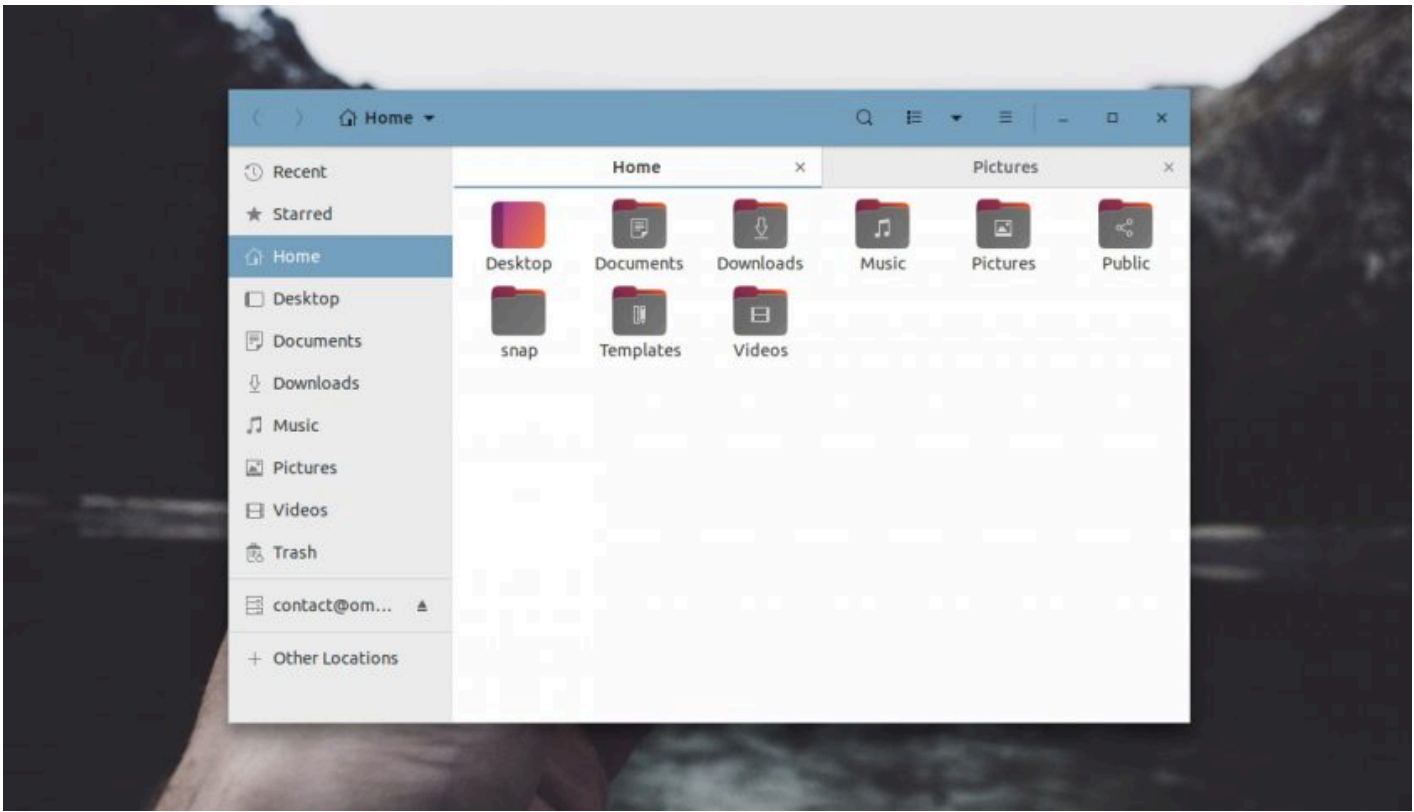 Home
Recent
Starred
Home
Desktop
Documents
Downloads
Music
Pictures
Videos
Trash
contact@om...
Other Locations
Home Pictures
Desktop Documents Downloads Music Pictures Public
snap Templates Videos